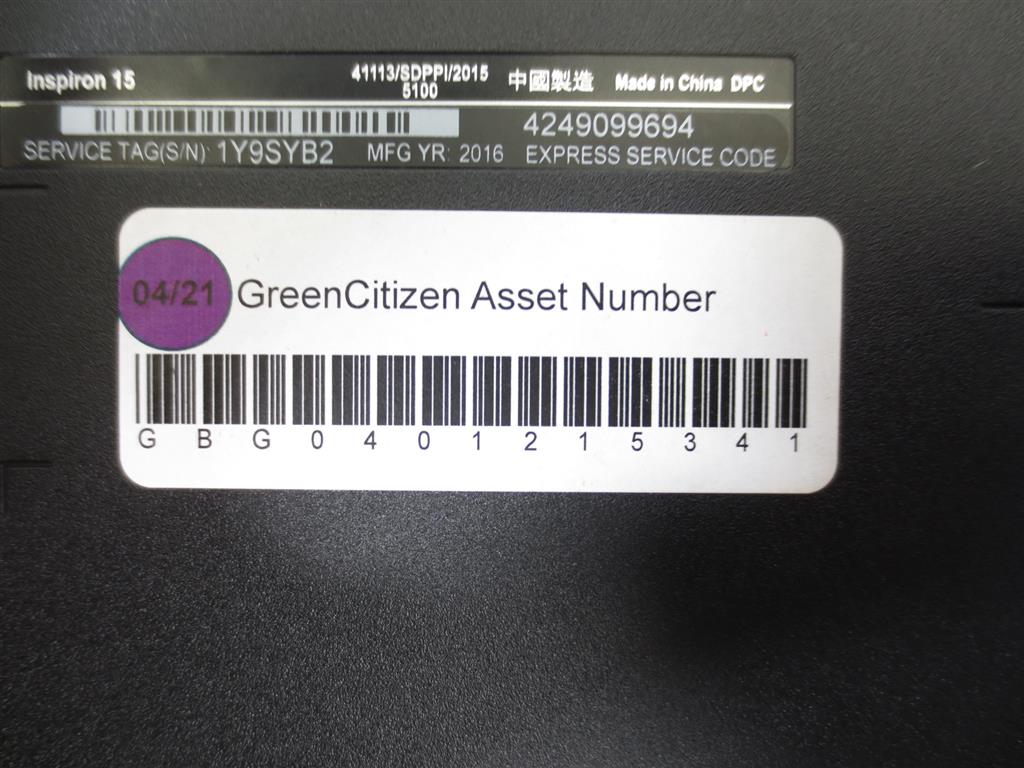 Inspiron 15
41113/SDPPI/2015
5100
中國製造 Made in China DPC
4249099694
SERVICE TAG(S/N): 1Y9SYB2 MFG YR: 2016 EXPRESS SERVICE CODE
04/21 GreenCitizen Asset Number
GBG0401215341